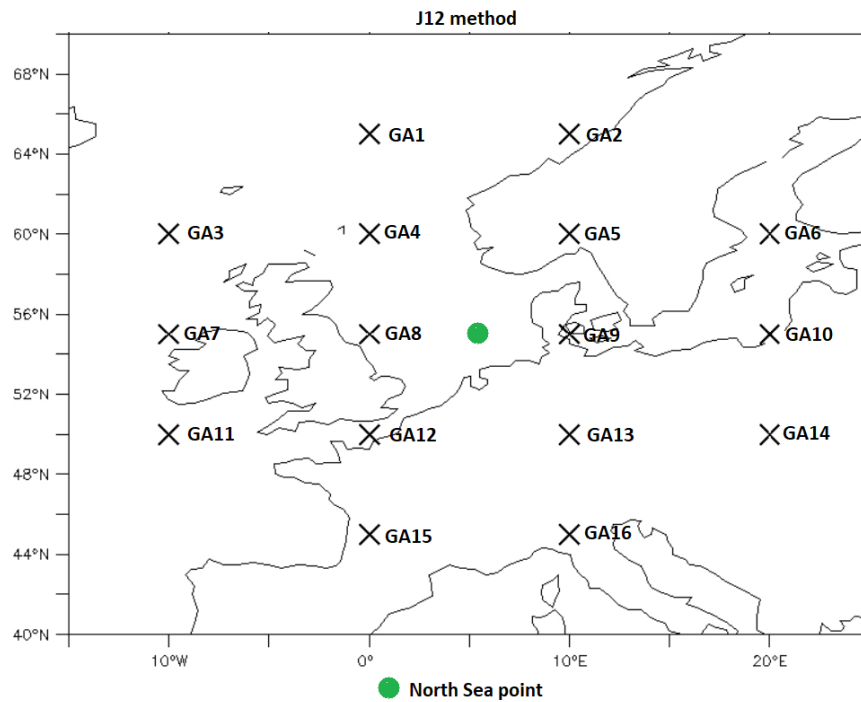 J12 method
68°N
GA1
GA2
64°N
GA3
GA4
GA5
GA6
60°N
GA7
GA8
GA9
GA10
56°N
52°N
GA11
GA12
GA13
GA14
48°N
GA15
GA16
44°N
40°N
10°W
0°
10°E
20°E
North Sea point